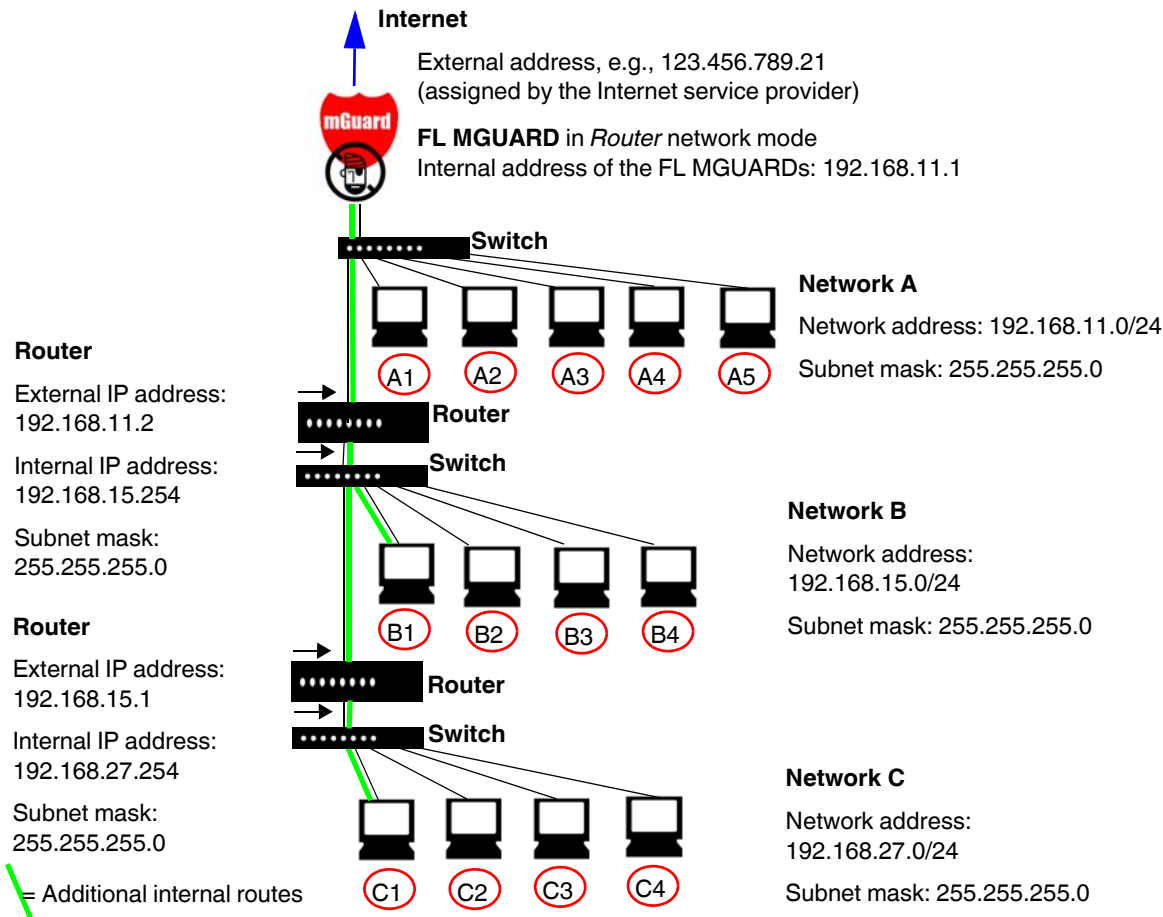 Internet
External address, e.g., 123.456.789.21
(assigned by the Internet service provider)
mGuard
FL MGUARD in Router network mode
Internal address of the FL MGUARDs: 192.168.11.1
Switch
Network A
Network address: 192.168.11.0/24
Subnet mask: 255.255.255.0
A1
A2
A3
A4
A5
Router
External IP address:
192.168.11.2
Internal IP address:
192.168.15.254
Subnet mask:
255.255.255.0
Router
Switch
Network B
Network address:
192.168.15.0/24
Subnet mask: 255.255.255.0
B1
B2
B3
B4
Router
External IP address:
192.168.15.1
Internal IP address:
192.168.27.254
Subnet mask:
255.255.255.0
Router
Switch
Network C
Network address:
192.168.27.0/24
Subnet mask: 255.255.255.0
C1
C2
C3
C4
= Additional internal routes